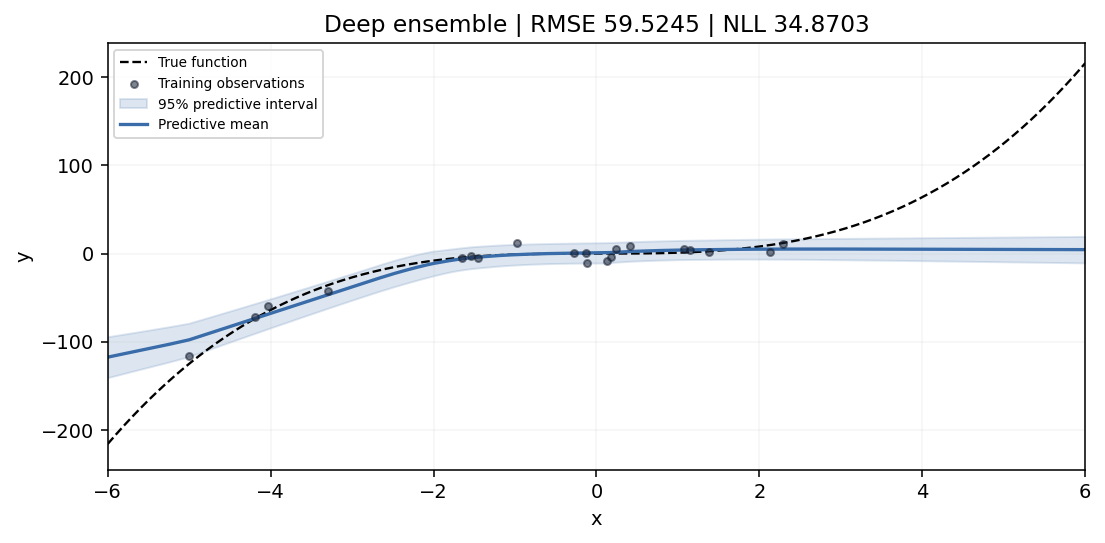 Deep ensemble | RMSE 59.5245 | NLL 34.8703
True function
Training observations
95% predictive interval
Predictive mean
200
100
0
−100
−200
y
−6 −4 −2 0 2 4 6
x